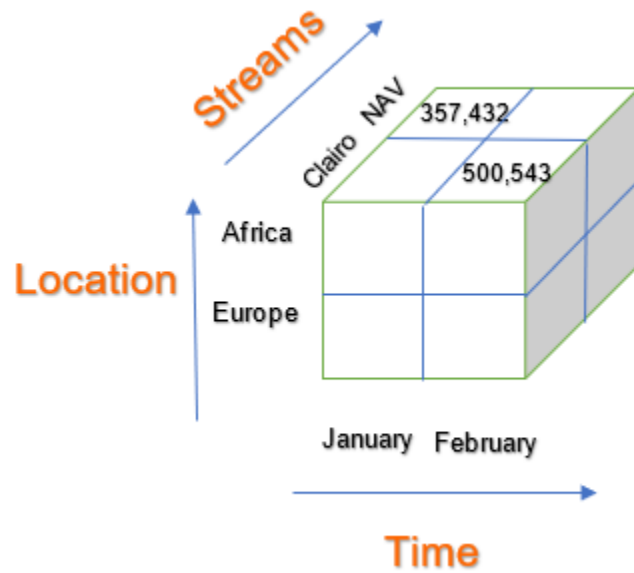 Streams
Clairo NAV
357,432
500,543
Location
Africa
Europe
January February
Time